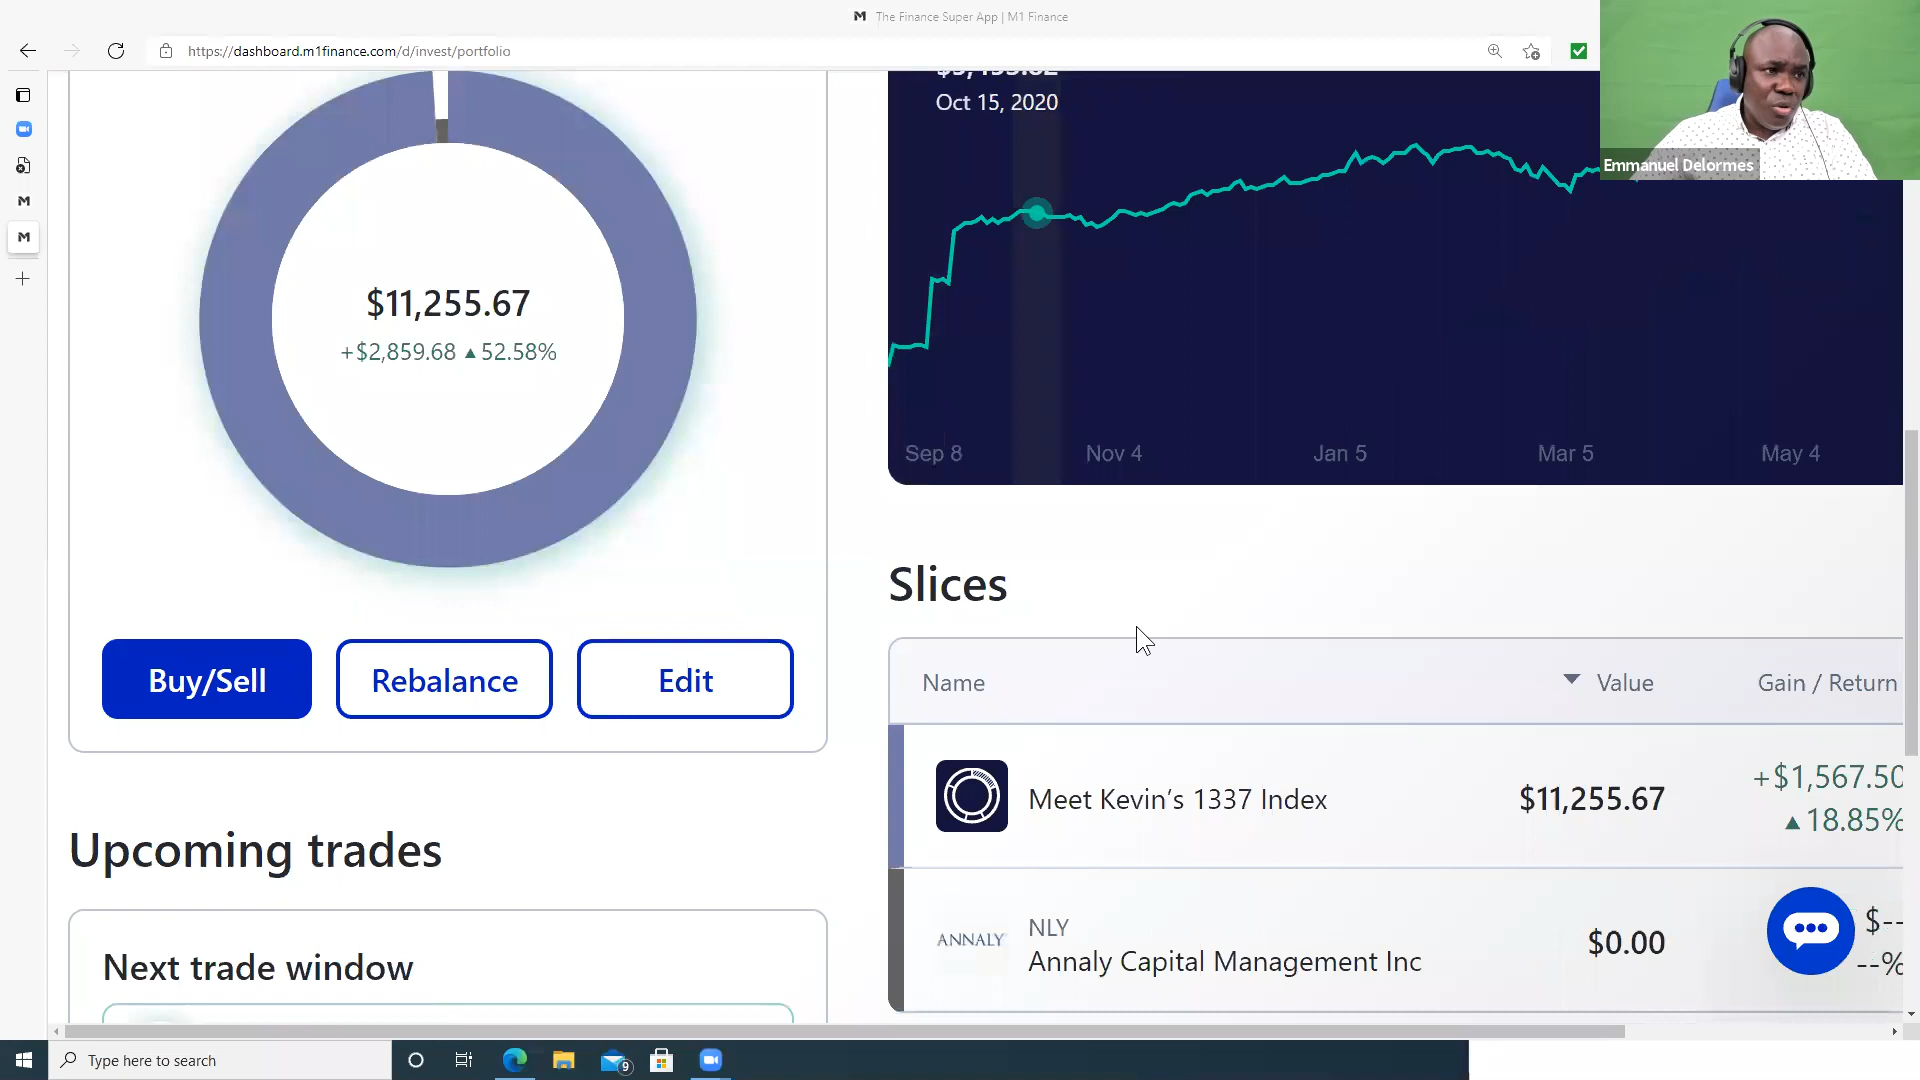 The Finance Super App | M1 Finance
https://dashboard.m1finance.com/d/invest/portfolio
Oct 15, 2020
Emmanuel Delormes
$11,255.67
+$2,859.68 ▲ 52.58%
Sep 8
Nov 4
Jan 5
Mar 5
May 4
Buy/Sell
Rebalance
Edit
Slices
Name
Value
Gain / Return
Meet Kevin's 1337 Index
$11,255.67
+$1,567.50
▲ 18.85%
ANNALY
NLY
Annaly Capital Management Inc
$0.00
$--
--%
Upcoming trades
Next trade window
Type here to search
9